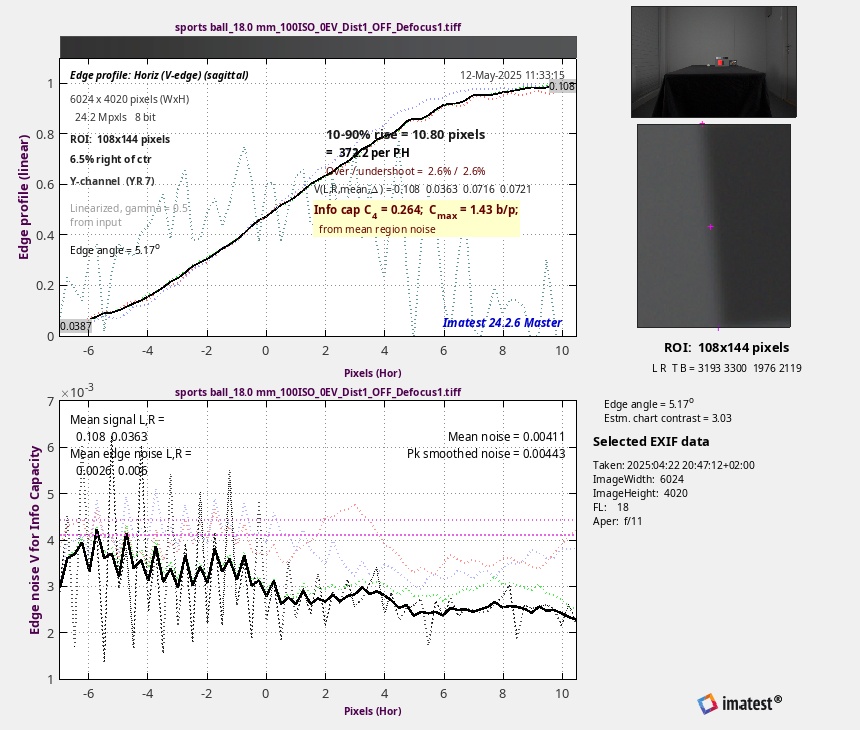 sports ball_18.0 mm_100ISO_0EV_Dist1_OFF_Defocus1.tiff
Edge profile: Horiz (V-edge) (sagittal)
12-May-2025 11:33:15
6024 x 4020 pixels (WxH)
24.2 Mpxls 8 bit
ROI: 108x144 pixels
6.5% right of ctr
Y-channel (YR7)
Linearized, gamma = 0.5
from input
Edge angle = 5.17°
10-90% rise = 10.80 pixels
= 372.2 per PH
Over-/undershoot = 2.6% / 2.6%
V(L,R,mean,Δ) = 0.108 0.0363 0.0716 0.0721
Info cap C4 = 0.264; Cmax = 1.43 b/p;
from mean region noise
0.108
0.0387
Imatest 24.2.6 Master
Edge profile (linear)
1
0.8
0.6
0.4
0.2
0
-6 -4 -2 0 2 4 6 8 10
Pixels (Hor)
sports ball_18.0 mm_100ISO_0EV_Dist1_OFF_Defocus1.tiff
×10-3
Mean signal L,R =
0.108 0.0363
Mean edge noise L,R =
0.0026 0.006
Mean noise = 0.00411
Pk smoothed noise = 0.00443
Edge noise V for Info Capacity
7
6
5
4
3
2
1
-6 -4 -2 0 2 4 6 8 10
Pixels (Hor)
ROI: 108x144 pixels
L R T B = 3193 3300 1976 2119
Edge angle = 5.17°
Estm. chart contrast = 3.03
Selected EXIF data
Taken: 2025:04:22 20:47:12+02:00
ImageWidth: 6024
ImageHeight: 4020
FL: 18
Aper: f/11
imatest®